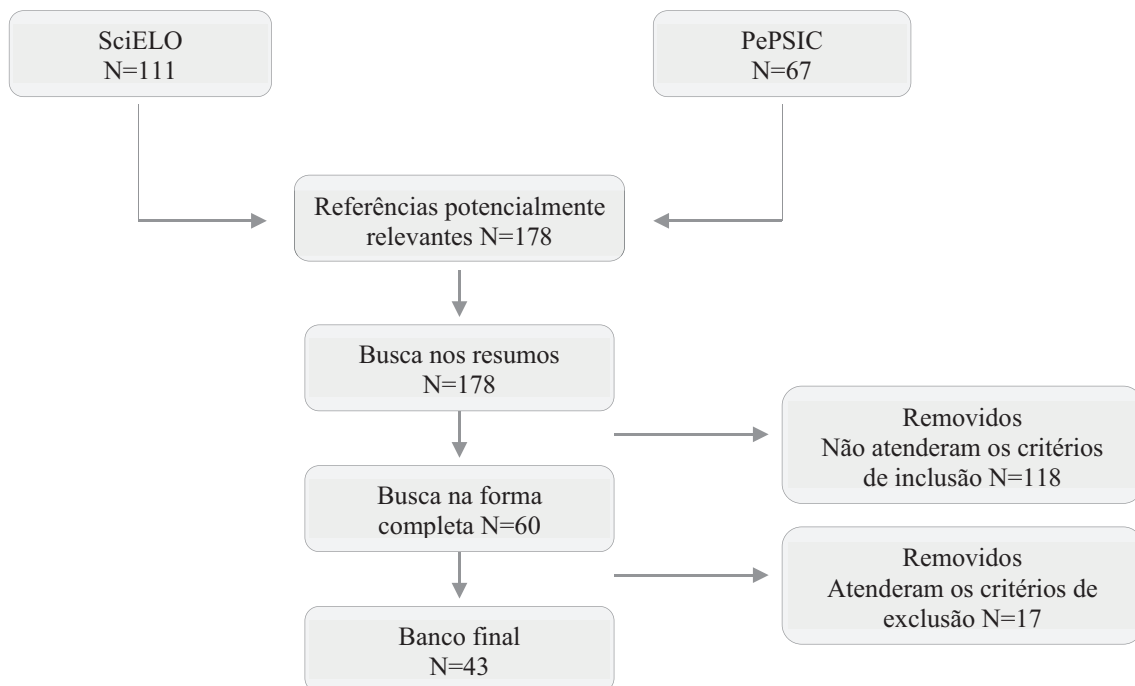 SciELO
N=111
PePSIC
N=67
Referências potencialmente
relevantes N=178
Busca nos resumos
N=178
Removidos
Não atenderam os critérios
de inclusão N=118
Busca na forma
completa N=60
Removidos
Atenderam os critérios de
exclusão N=17
Banco final
N=43